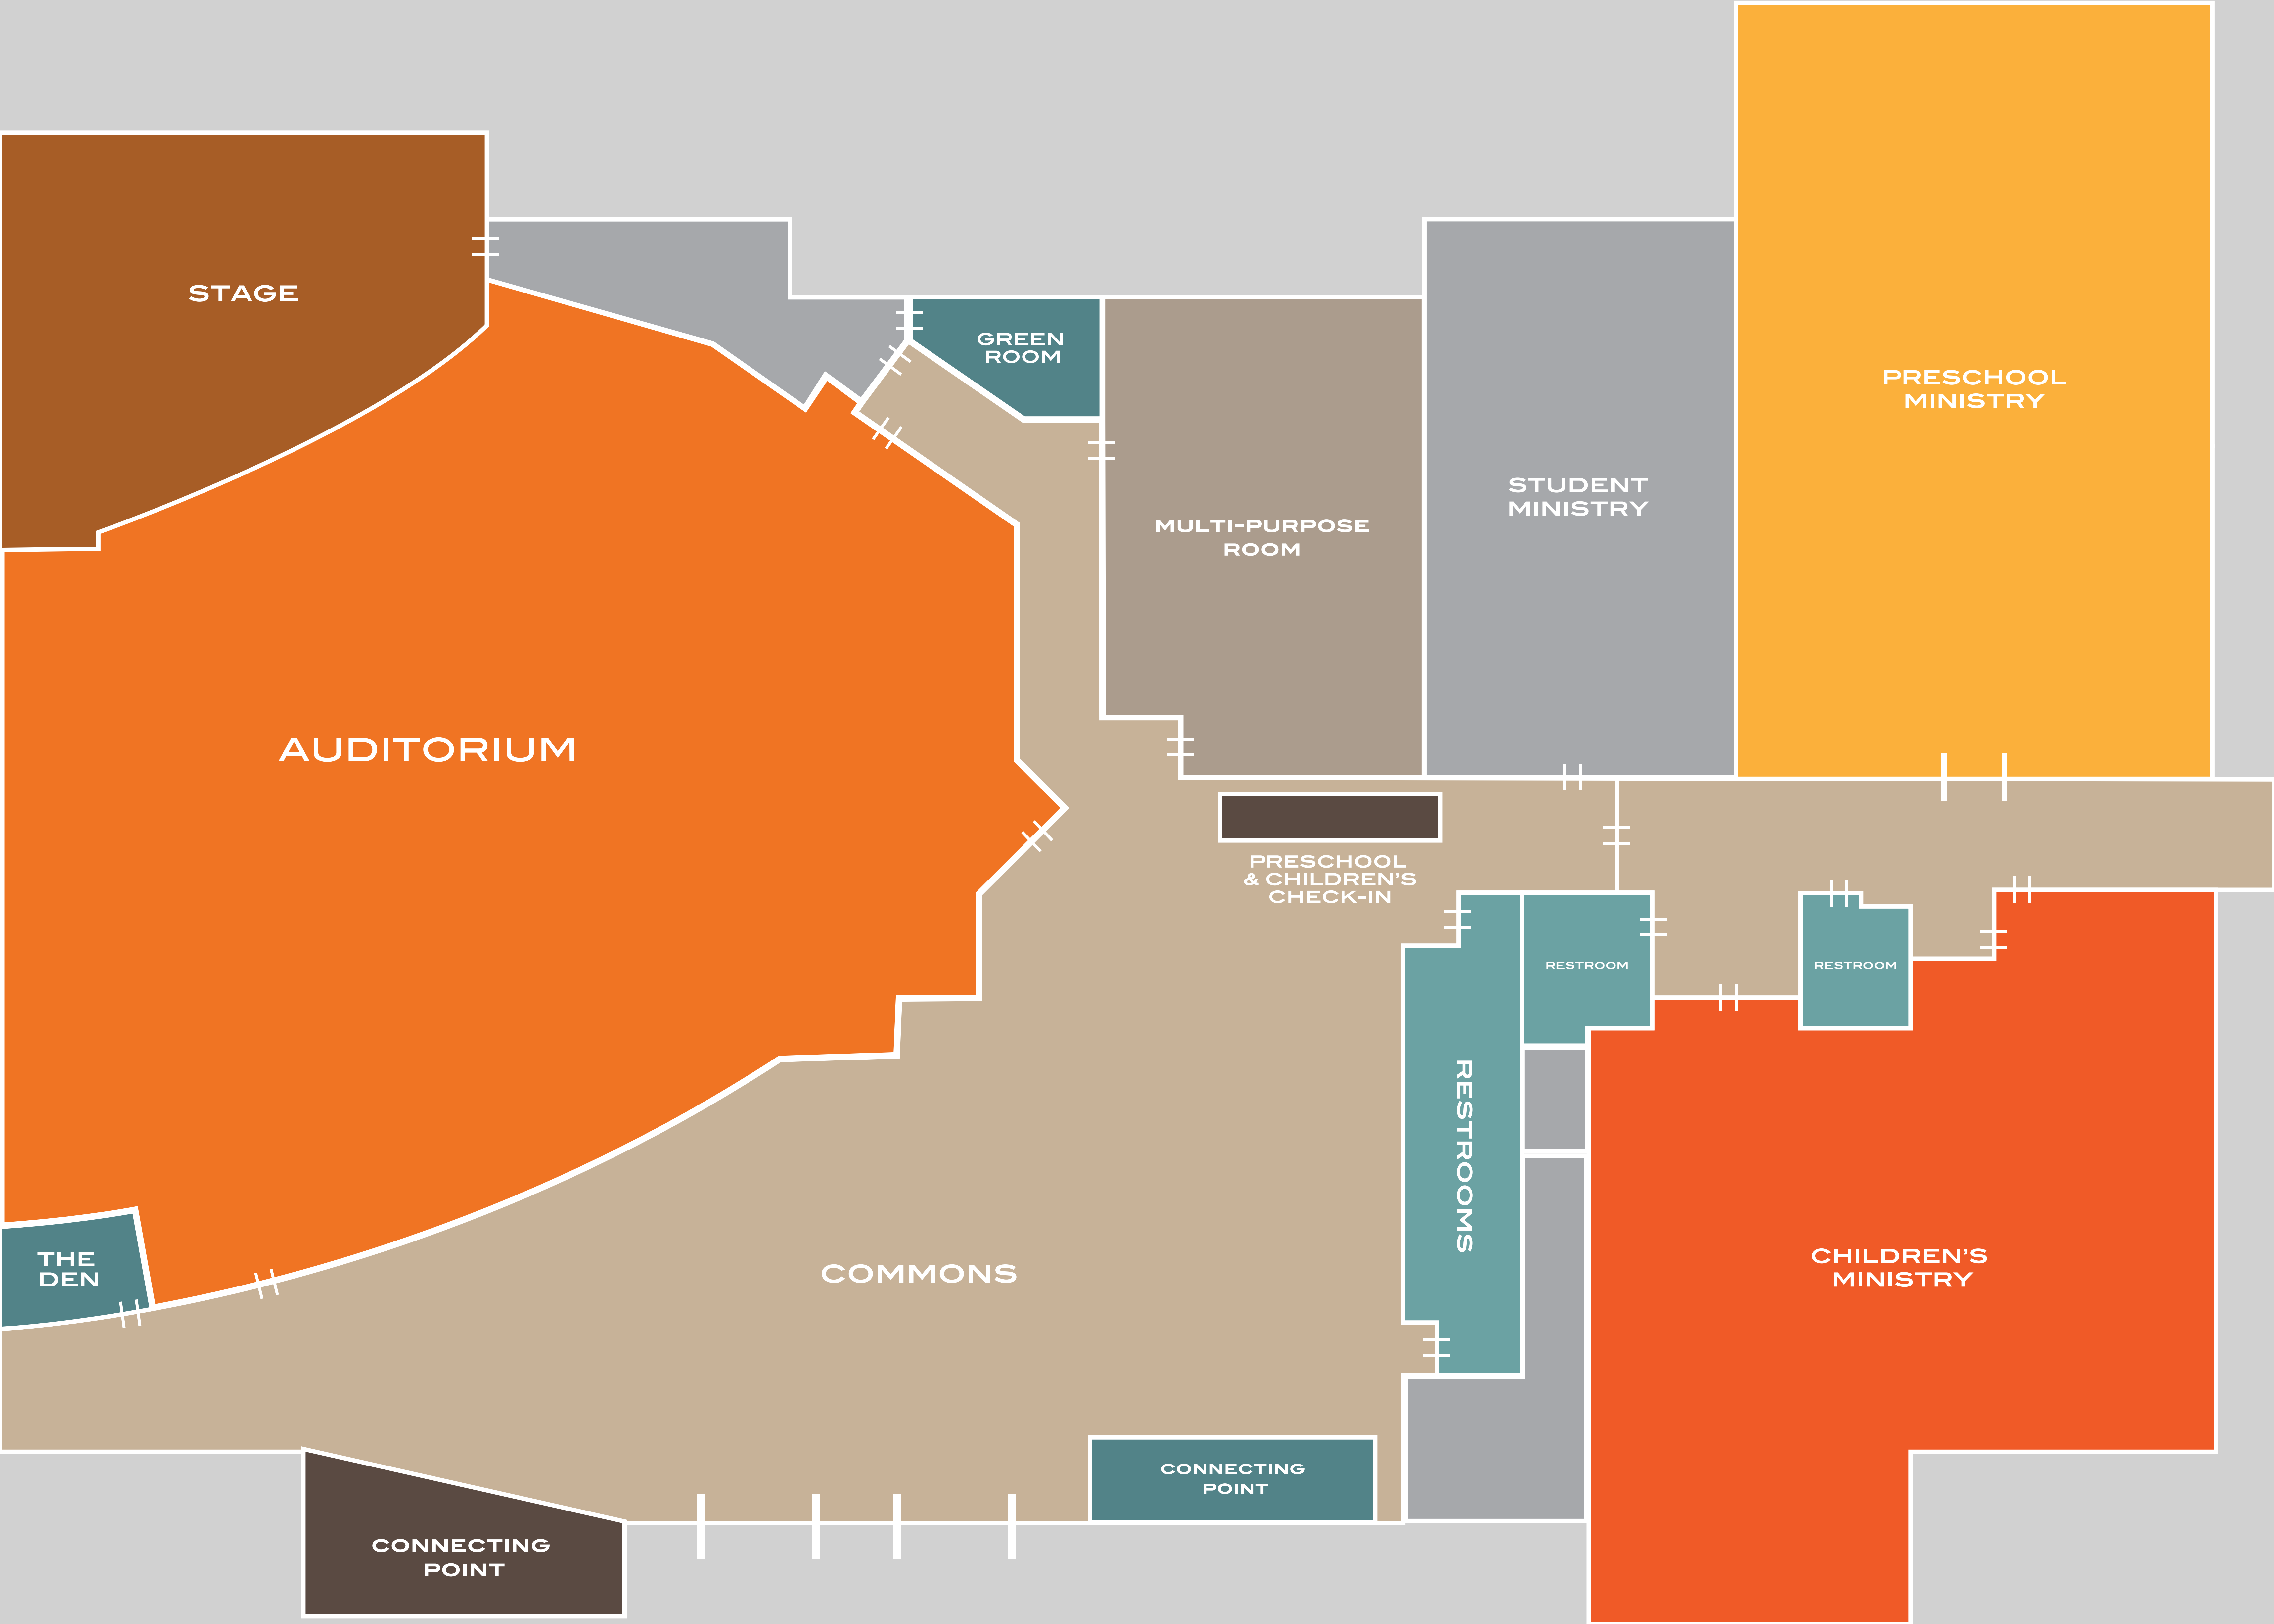 STAGE
GREEN
ROOM
PRESCHOOL
MINISTRY
STUDENT
MINISTRY
MULTI-PURPOSE
ROOM
AUDITORIUM
PRESCHOOL
& CHILDREN'S
CHECK-IN
RESTROOM
RESTROOM
RESTROOMS
THE
DEN
COMMONS
CHILDREN'S
MINISTRY
CONNECTING
POINT
CONNECTING
POINT